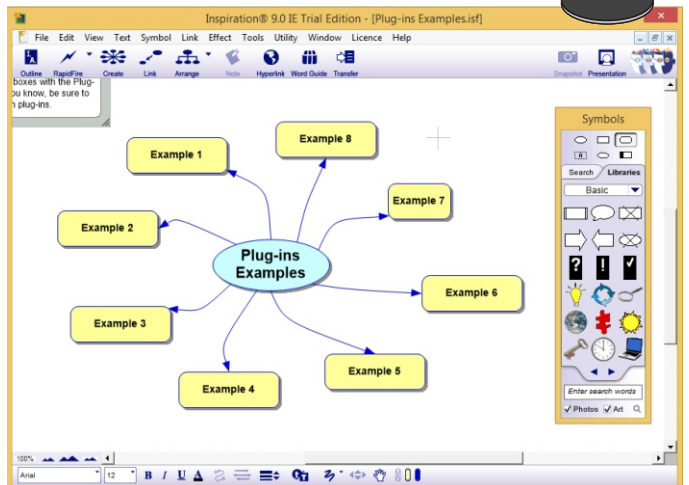 Inspiration® 9.0 IE Trial Edition - [Plug-ins Examples.isf]
File Edit View Text Symbol Link Effect Tools Utility Window Licence Help
Outline RapidFire Create Link Arrange Note Hyperlink Word Guide Transfer Snapshot Presentation
boxes with the Plug-
ou know, be sure to
n plug-ins.
Symbols
Search Libraries
Basic
Example 8
Example 1
Example 7
Example 2
Plug-ins
Examples
Example 6
Example 3
Example 5
Example 4
Enter search words
Photos Art
100%
Arial 12 B I U A